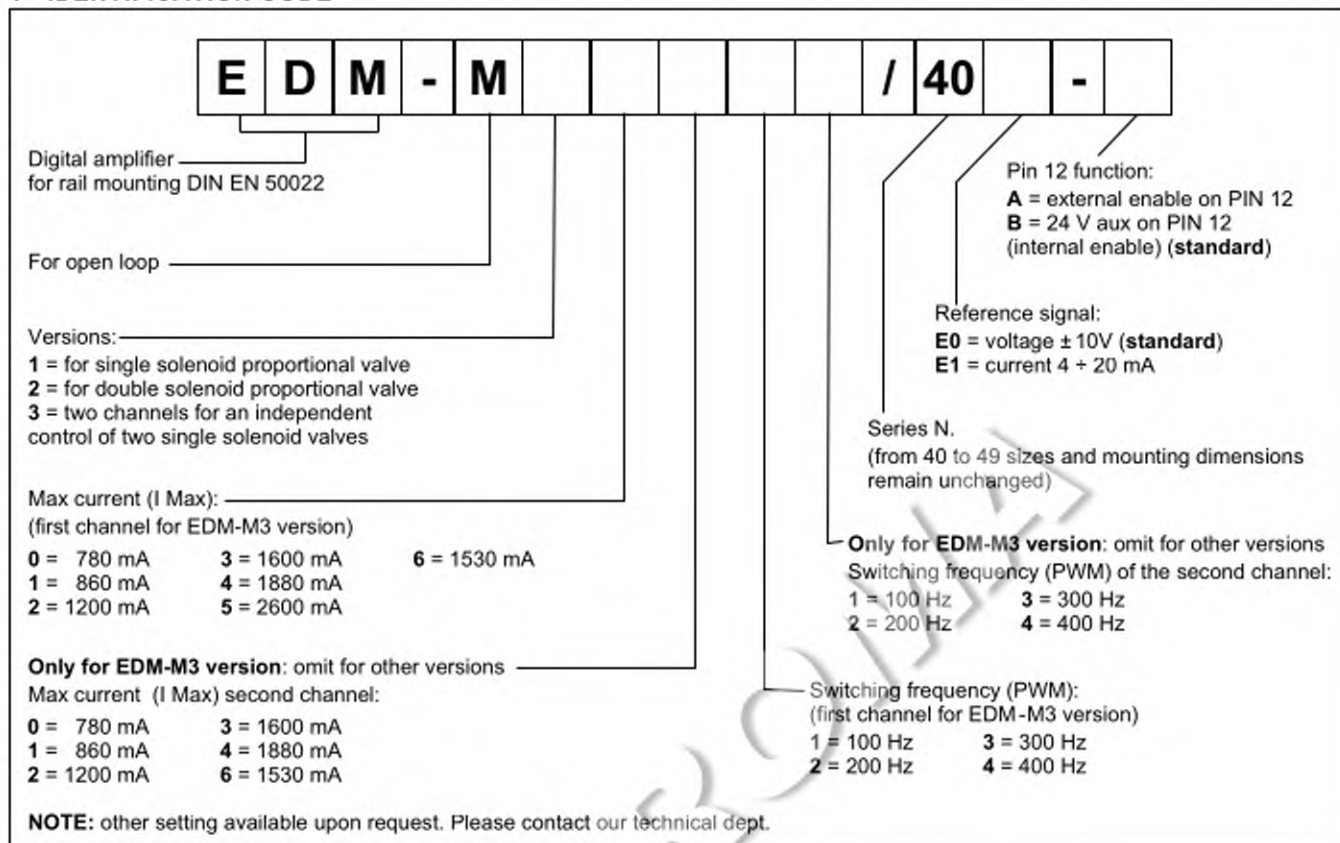 E D M - M / 40 -
Digital amplifier
for rail mounting DIN EN 50022
For open loop
Versions:
1 = for single solenoid proportional valve
2 = for double solenoid proportional valve
3 = two channels for an independent
control of two single solenoid valves
Max current (I Max):
(first channel for EDM-M3 version)
0 = 780 mA 3 = 1600 mA 6 = 1530 mA
1 = 860 mA 4 = 1880 mA
2 = 1200 mA 5 = 2600 mA
Only for EDM-M3 version: omit for other versions
Max current (I Max) second channel:
0 = 780 mA 3 = 1600 mA
1 = 860 mA 4 = 1880 mA
2 = 1200 mA 6 = 1530 mA
Pin 12 function:
A = external enable on PIN 12
B = 24 V aux on PIN 12
(internal enable) (standard)
Reference signal:
E0 = voltage ± 10V (standard)
E1 = current 4 ÷ 20 mA
Series N.
(from 40 to 49 sizes and mounting dimensions
remain unchanged)
Only for EDM-M3 version: omit for other versions
Switching frequency (PWM) of the second channel:
1 = 100 Hz 3 = 300 Hz
2 = 200 Hz 4 = 400 Hz
Switching frequency (PWM):
(first channel for EDM-M3 version)
1 = 100 Hz 3 = 300 Hz
2 = 200 Hz 4 = 400 Hz
NOTE: other setting available upon request. Please contact our technical dept.